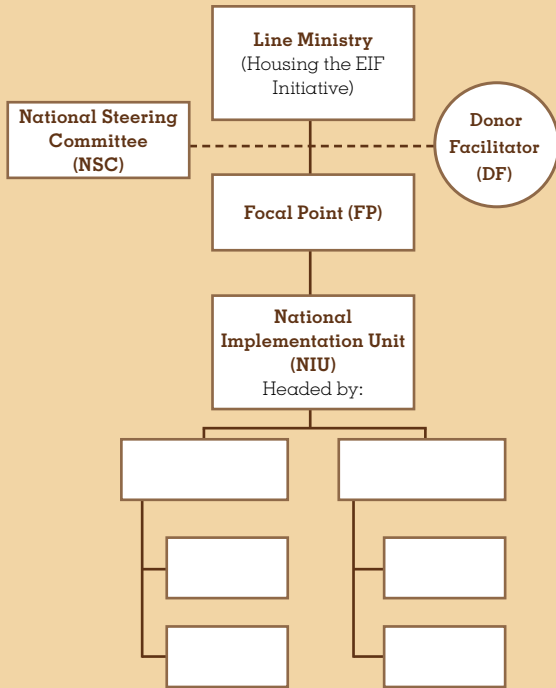 Line Ministry
(Housing the EIF
Initiative)
National Steering
Committee
(NSC)
Donor
Facilitator
(DF)
Focal Point (FP)
National
Implementation Unit
(NIU)
Headed by: